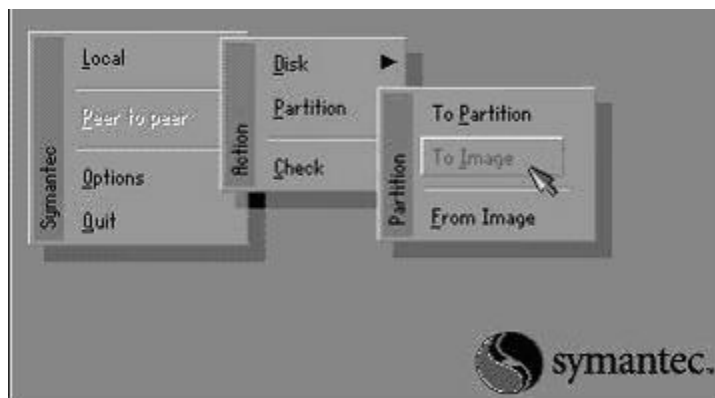 Symantec
Local
Peer to peer
Options
Quit
Action
Disk
Partition
Check
Partition
To Partition
To Image
From Image
symantec.